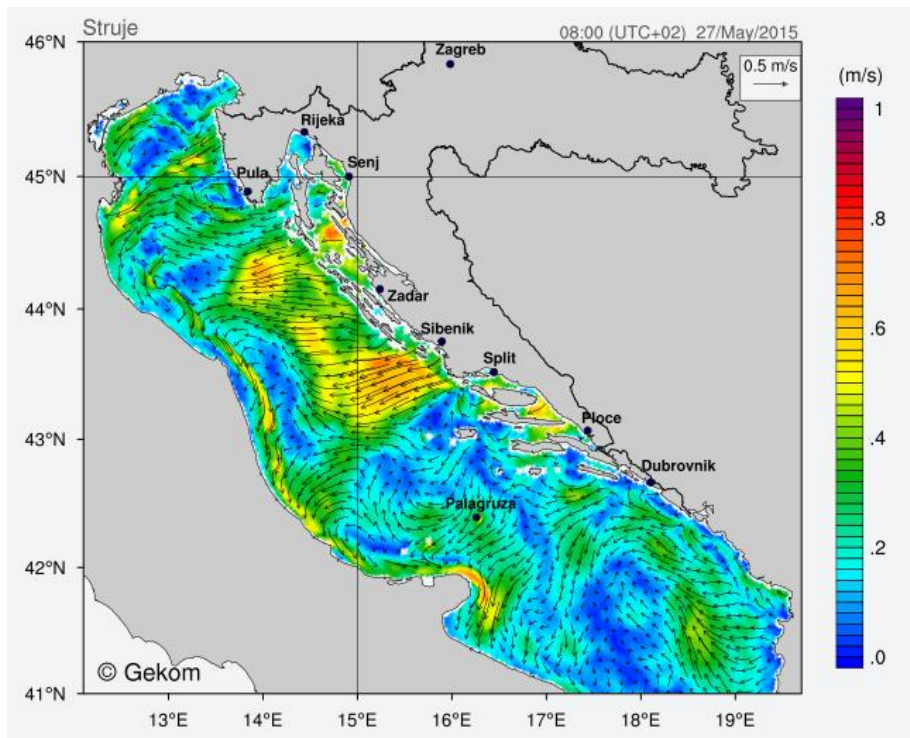 Struje
08:00 (UTC+02) 27/May/2015
46°N
Zagreb
0.5 m/s
(m/s)
1
Rijeka
45°N
Pula
Senj
.8
44°N
Zadar
.6
Sibenik
Split
43°N
Ploce
.4
Dubrovnik
Palagruza
42°N
.2
© Gekom
.0
41°N
13°E
14°E
15°E
16°E
17°E
18°E
19°E